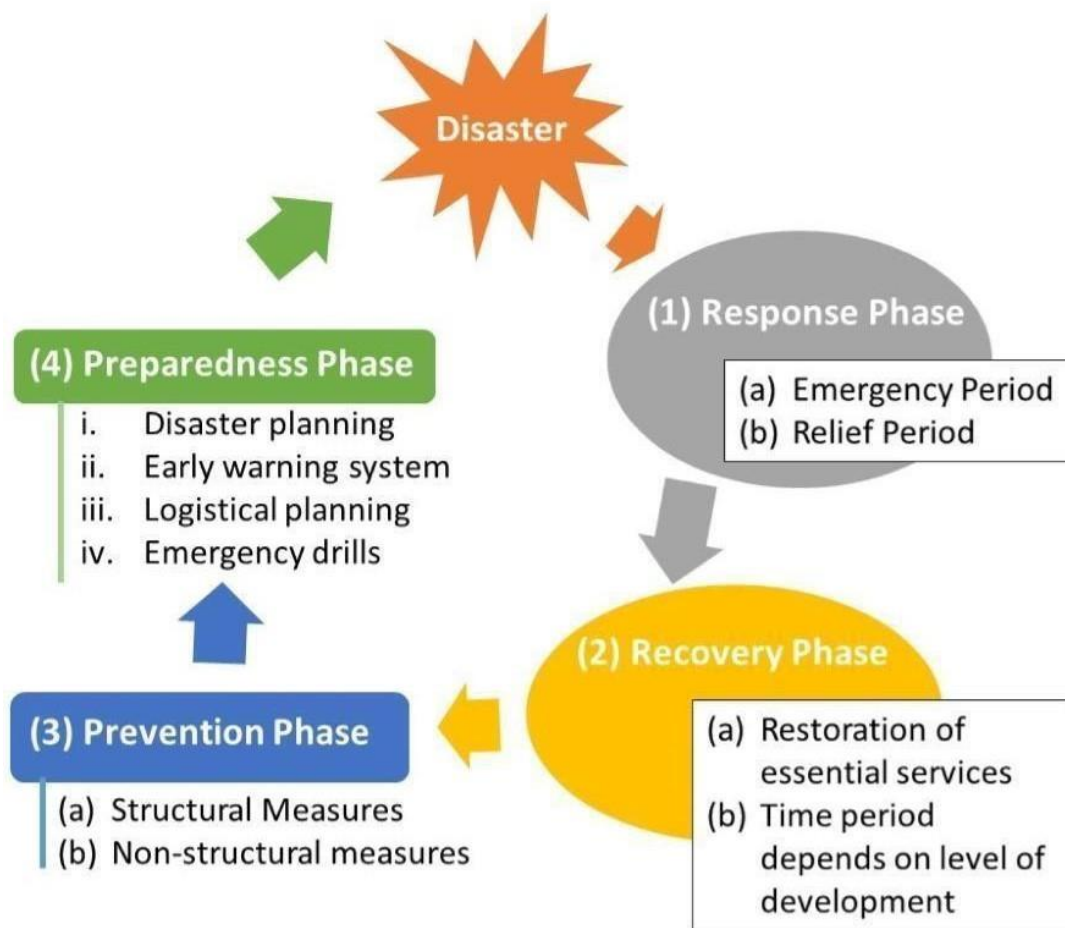 Disaster
(1) Response Phase
(a) Emergency Period
(b) Relief Period
(2) Recovery Phase
(a) Restoration of
essential services
(b) Time period
depends on level of
development
(3) Prevention Phase
(a) Structural Measures
(b) Non-structural measures
(4) Preparedness Phase
i. Disaster planning
ii. Early warning system
iii. Logistical planning
iv. Emergency drills